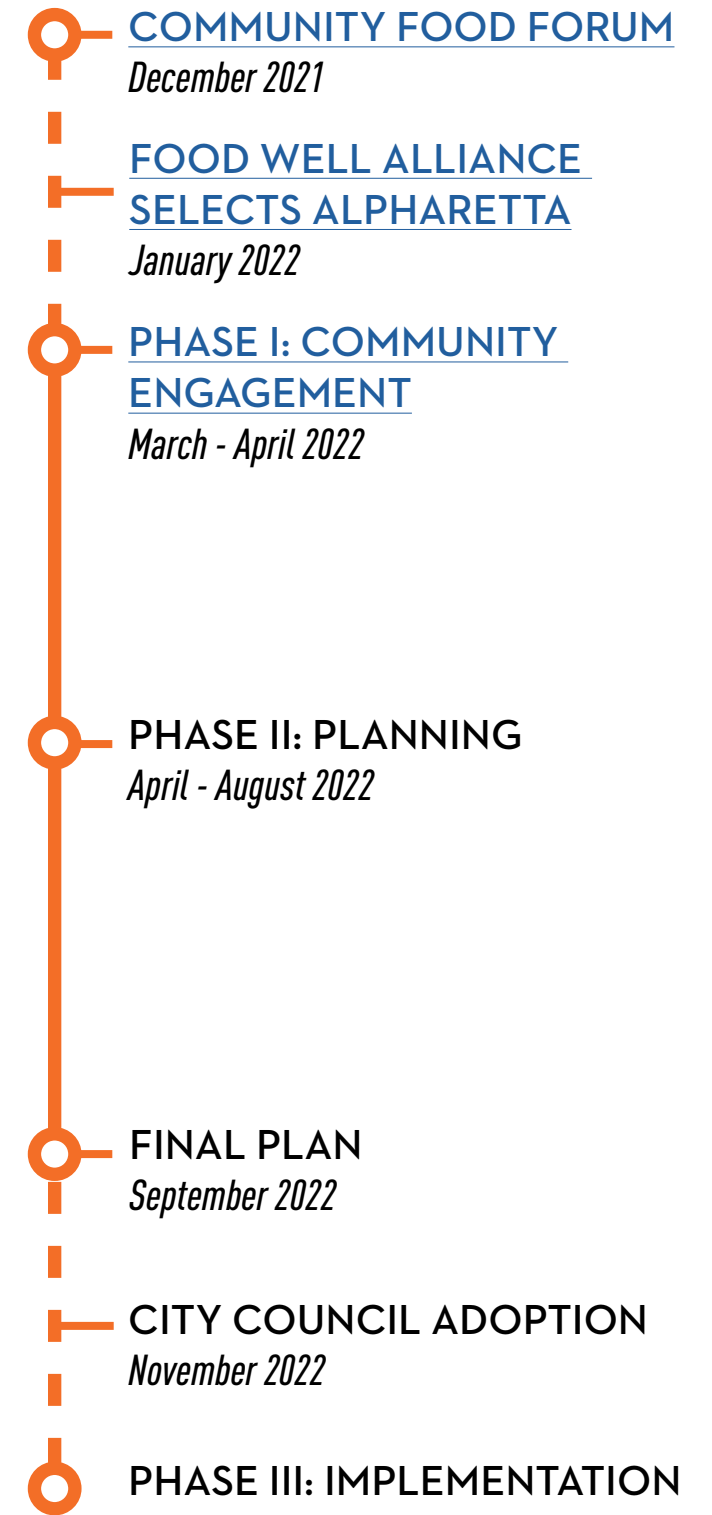 COMMUNITY FOOD FORUM
December 2021
FOOD WELL ALLIANCE
SELECTS ALPHARETTA
January 2022
PHASE I: COMMUNITY
ENGAGEMENT
March - April 2022
PHASE II: PLANNING
April - August 2022
FINAL PLAN
September 2022
CITY COUNCIL ADOPTION
November 2022
PHASE III: IMPLEMENTATION